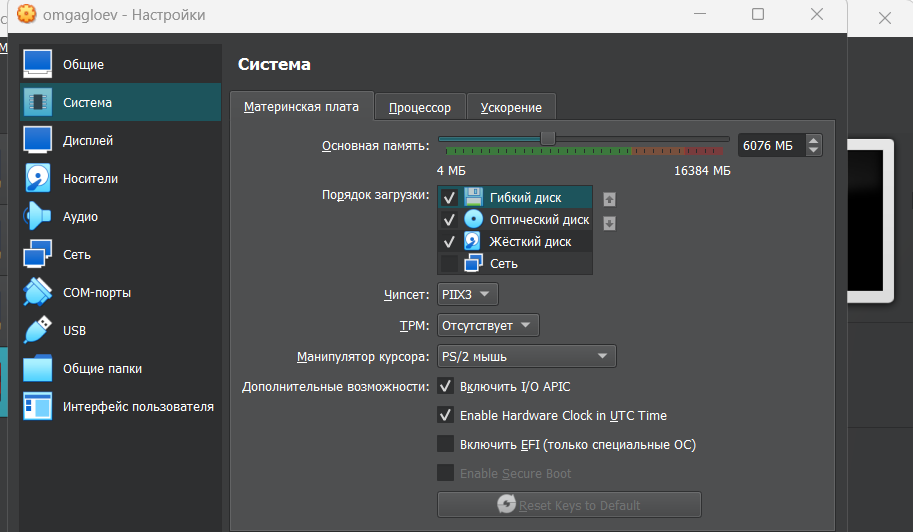 omgagloev - Настройки
Общие
Система
Дисплей
Носители
Аудио
Сеть
COM-порты
USB
Общие папки
Интерфейс пользователя
Система
Материнская плата
Процессор
Ускорение
Основная память:
6076 МБ
4 МБ
16384 МБ
Порядок загрузки:
Гибкий диск
Оптический диск
Жёсткий диск
Сеть
Чипсет:
PIIX3
TPM:
Отсутствует
Манипулятор курсора:
PS/2 мышь
Дополнительные возможности:
Включить I/O APIC
Enable Hardware Clock in UTC Time
Включить EFI (только специальные ОС)
Enable Secure Boot
Reset Keys to Default